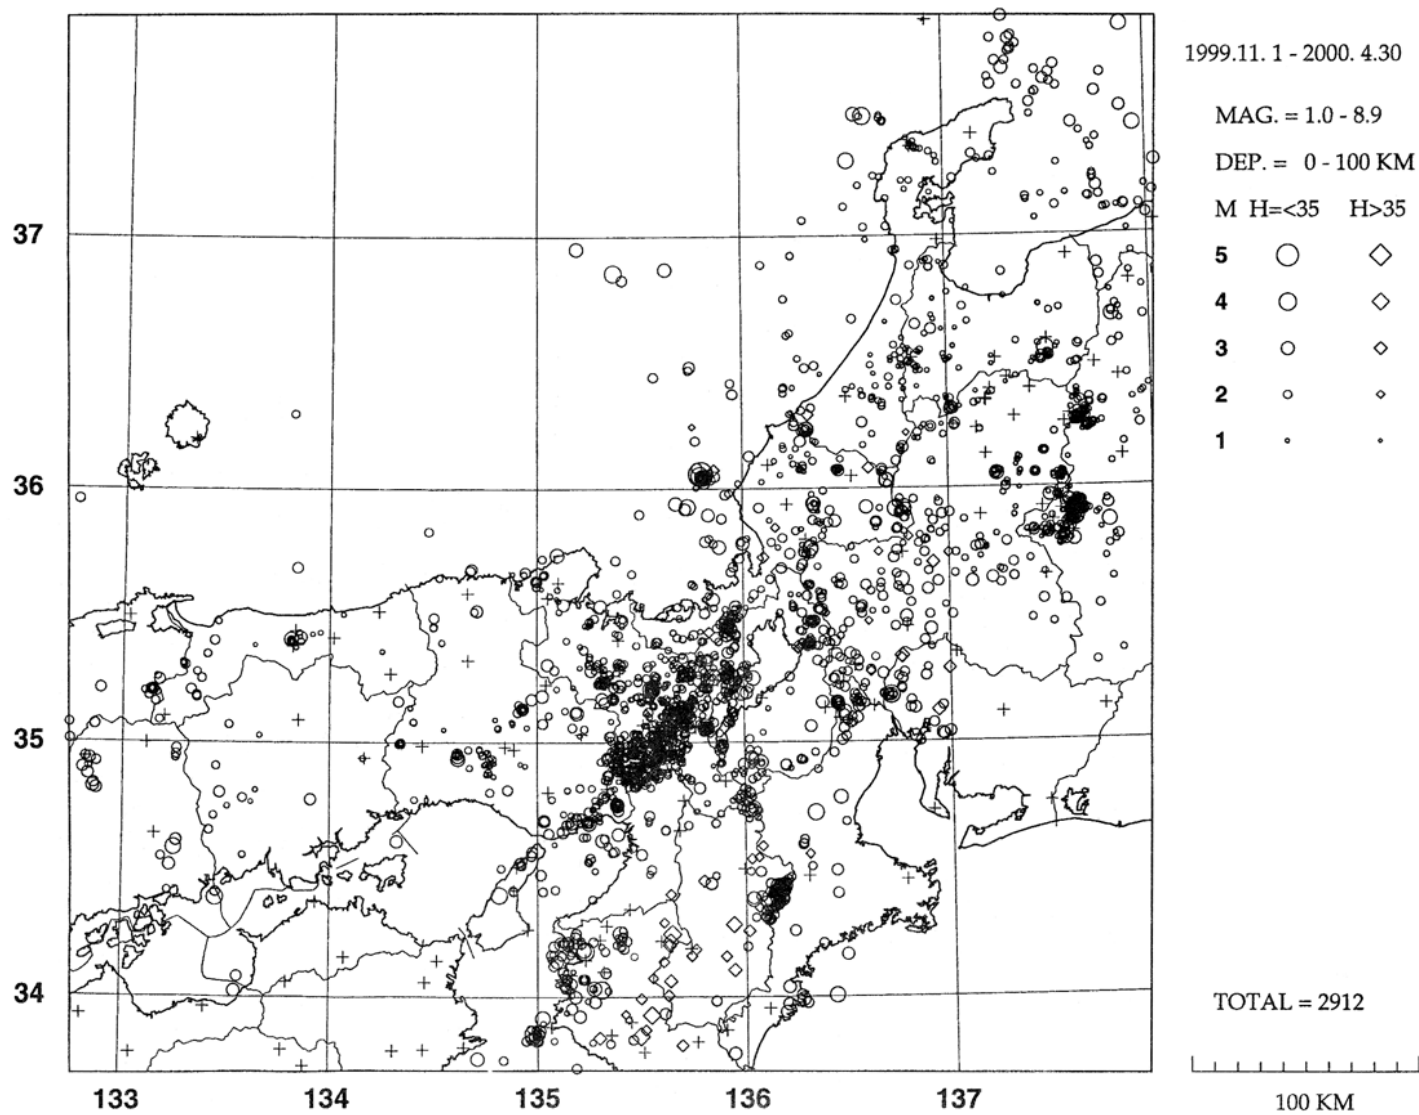 1999.11. 1 - 2000. 4.30
MAG. = 1.0 - 8.9
DEP. = 0 - 100 KM
M H=<35 H>35
5
4
3
2
1
TOTAL = 2912
100 KM
37
36
35
34
133 134 135 136 137